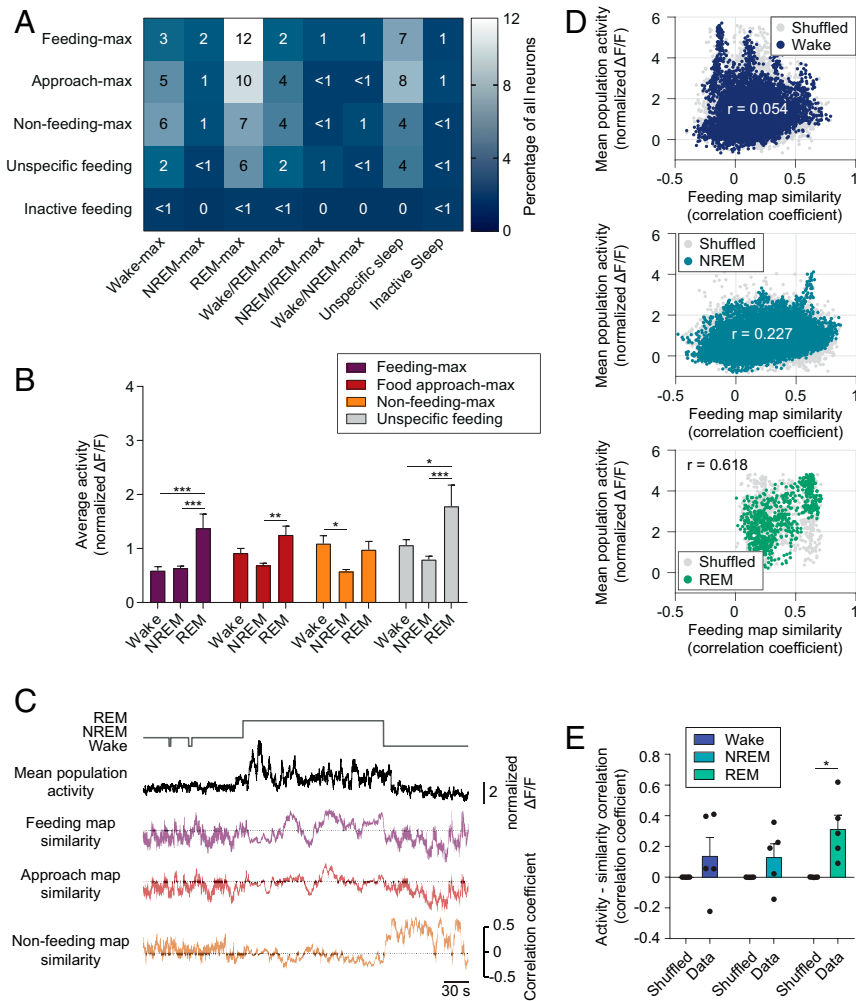 A
Feeding-max 3 2 12 2 1 1 7 1
Approach-max 5 1 10 4 <1 <1 8 1
Non-feeding-max 6 1 7 4 <1 1 4 <1
Unspecific feeding 2 <1 6 2 1 <1 4 <1
Inactive feeding <1 0 <1 <1 0 0 0 <1
Wake-max
NREM-max
REM-max
Wake/REM-max
NREM/REM-max
Wake/NREM-max
Unspecific sleep
Inactive Sleep
12
8
4
0
Percentage of all neurons
B
Feeding-max
Food approach-max
Non-feeding-max
Unspecific feeding
Average activity
(normalized ΔF/F)
4
3
2
1
0
***
***
**
*
*
***
Wake NREM REM Wake NREM REM Wake NREM REM Wake NREM REM
C
REM
NREM
Wake
Mean population
activity
2
normalized
ΔF/F
Feeding map
similarity
Approach map
similarity
Non-feeding map
similarity
0.5
0
-0.5
Correlation coefficient
30 s
D
Mean population activity
(normalized ΔF/F)
6
4
2
0
Shuffled
Wake
r = 0.054
-0.5 0 0.5 1
Feeding map similarity
(correlation coefficient)
Mean population activity
(normalized ΔF/F)
6
4
2
0
Shuffled
NREM
r = 0.227
-0.5 0 0.5 1
Feeding map similarity
(correlation coefficient)
Mean population activity
(normalized ΔF/F)
6
4
2
0
r = 0.618
Shuffled
REM
-0.5 0 0.5 1
Feeding map similarity
(correlation coefficient)
E
Activity - similarity correlation
(correlation coefficient)
0.8
0.6
0.4
0.2
0
-0.2
-0.4
Wake
NREM
REM
*
Shuffled Data Shuffled Data Shuffled Data